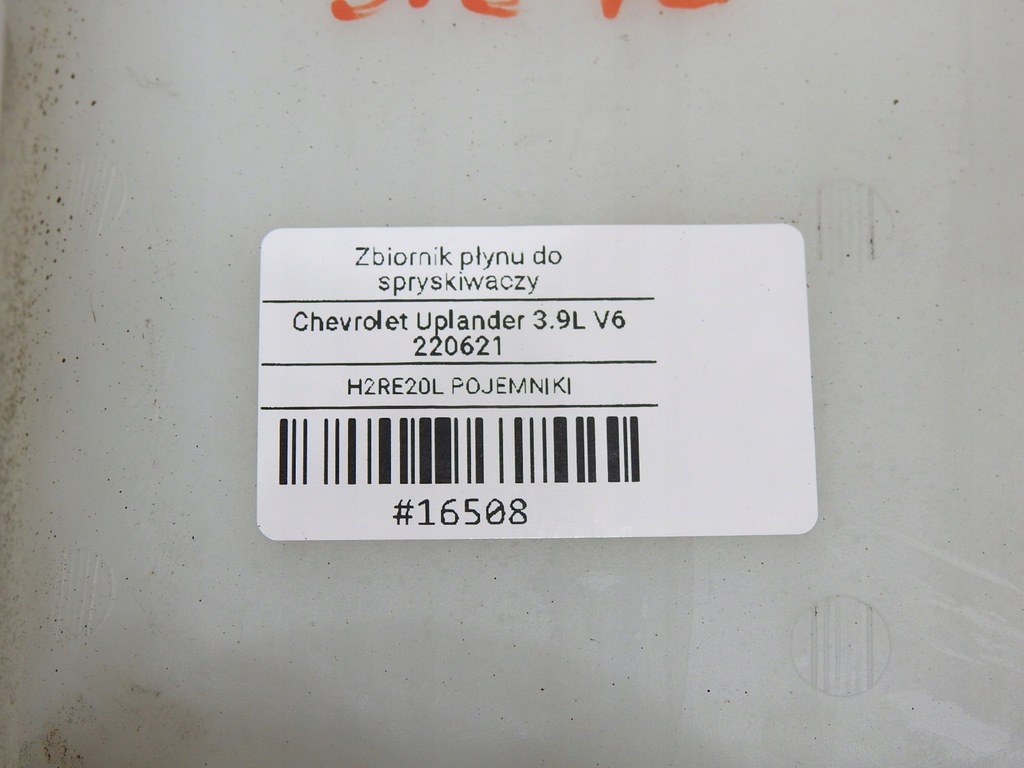 Zbiornik płynu do
spryskiwaczy
Chevrolet Uplander 3.9L V6
220621
H2RE20L POJEMNIKI
#16508